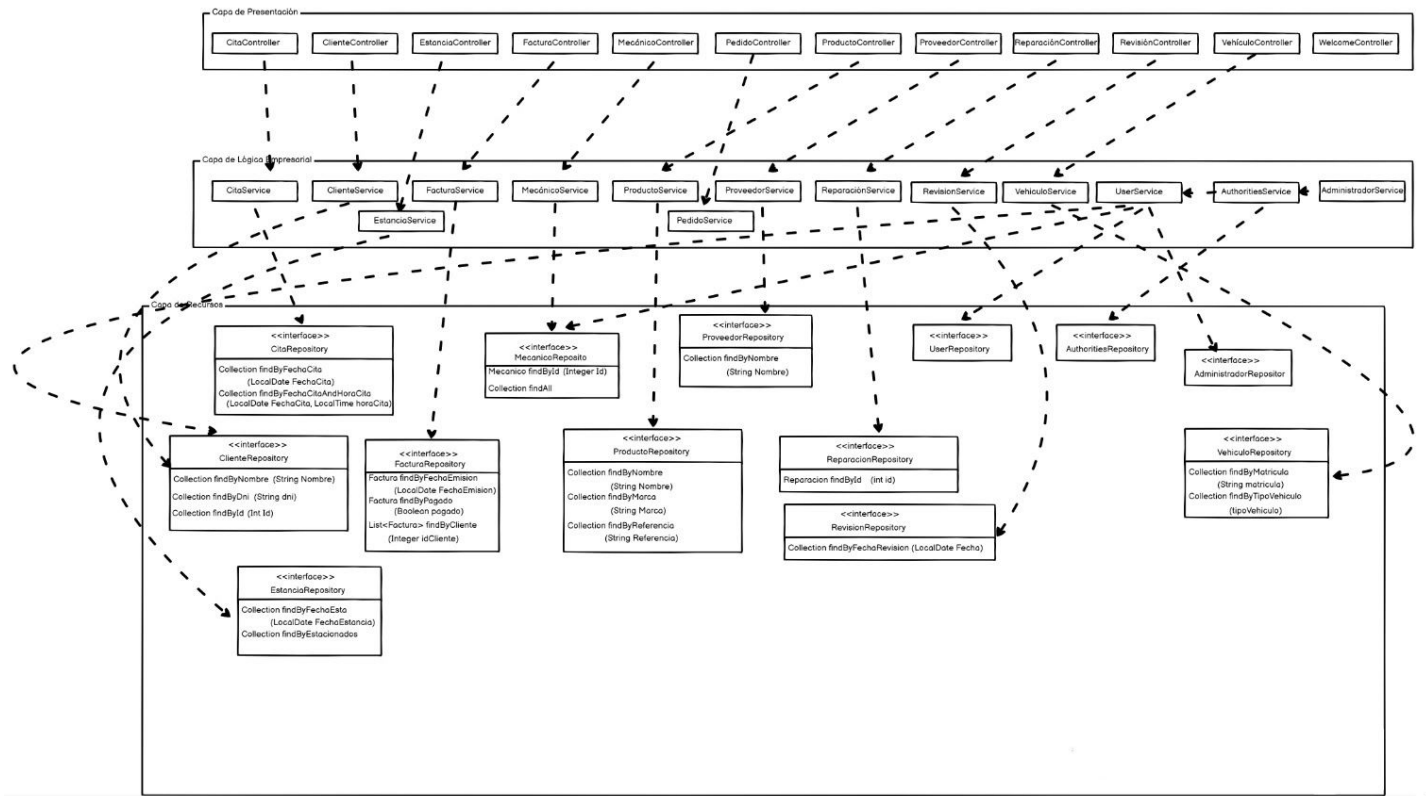 Capa de Presentación
CitaController
ClienteController
EstanciaController
FacturaController
MecánicoController
PedidoController
ProductoController
ProveedorController
ReparaciónController
RevisiónController
VehículoController
WelcomeController
Capa de Lógica Empresarial
CitaService
ClienteService
FacturaService
MecánicoService
ProductoService
ProveedorService
ReparaciónService
RevisionService
VehiculoService
UserService
AuthoritiesService
AdministradorService
EstanciaService
PedidoService
Capa de Recursos
<<interface>>
CitaRepository
Collection findByFechaCita
(LocalDate FechaCita)
Collection findByFechaCitaAndHoraCita
(LocalDate FechaCita, LocalTime horaCita)
<<interface>>
MecanicoReposito
Mecanico findById (Integer Id)
Collection findAll
<<interface>>
ProveedorRepository
Collection findByNombre
(String Nombre)
<<interface>>
UserRepository
<<interface>>
AuthoritiesRepository
<<interface>>
AdministradorRepositor
<<interface>>
ClienteRepository
Collection findByNombre (String Nombre)
Collection findByDni (String dni)
Collection findById (Int Id)
<<interface>>
FacturaRepository
Factura findByFechaEmision
(LocalDate FechaEmision)
Factura findByPagado
(Boolean pagado)
List<Factura> findByCliente
(Integer idCliente)
<<interface>>
ProductoRepository
Collection findByNombre
(String Nombre)
Collection findByMarca
(String Marca)
Collection findByReferencia
(String Referencia)
<<interface>>
ReparacionRepository
Reparacion findById (int id)
<<interface>>
RevisionRepository
Collection findByFechaRevision (LocalDate Fecha)
<<interface>>
VehiculoRepository
Collection findByMatricula
(String matricula)
Collection findByTipoVehiculo
(tipoVehiculo)
<<interface>>
EstanciaRepository
Collection findByFechaEsta
(LocalDate FechaEstancia)
Collection findByEstacionados